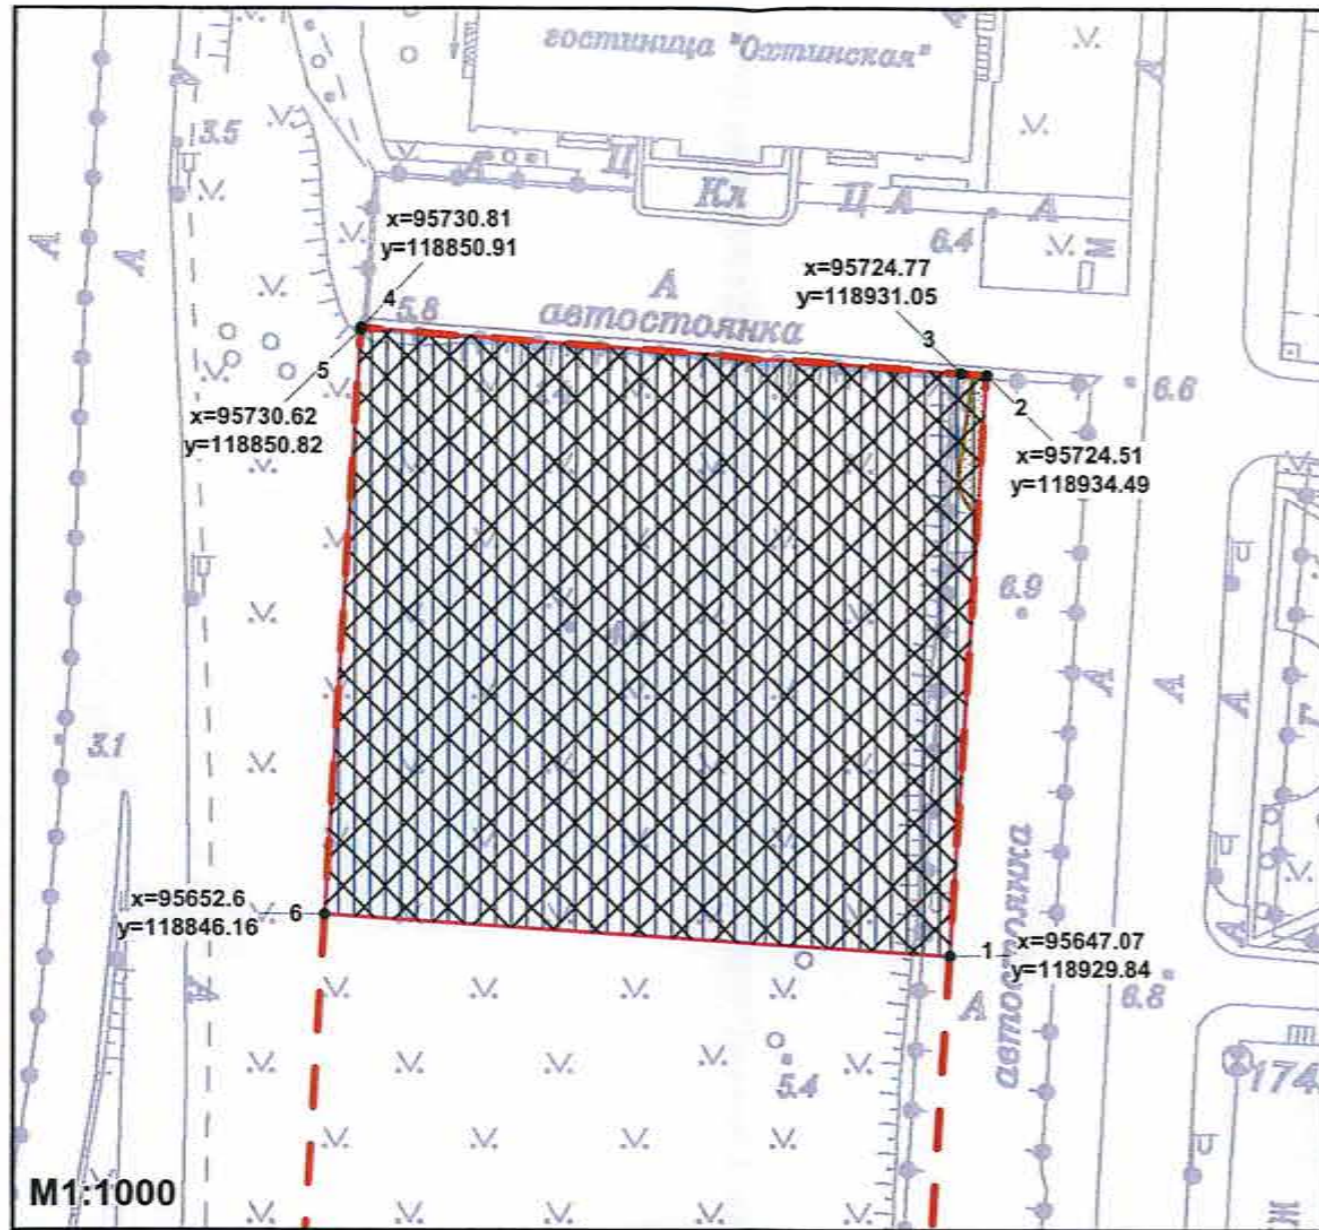 гостиница "Охтинская"
3.5
А
Ц
Кл
Ц А
А
x=95730.81
y=118850.91
6.4
М
А
А
x=95724.77
y=118931.05
4
5.8
А
автостоянка
3
5
6.6
2
x=95730.62
y=118850.82
x=95724.51
y=118934.49
6.9
А
А
А
Г
3.1
автостоянка
x=95652.6
y=118846.16
6
1
x=95647.07
y=118929.84
А
6.8
А
5.4
174
М1:1000
Ж